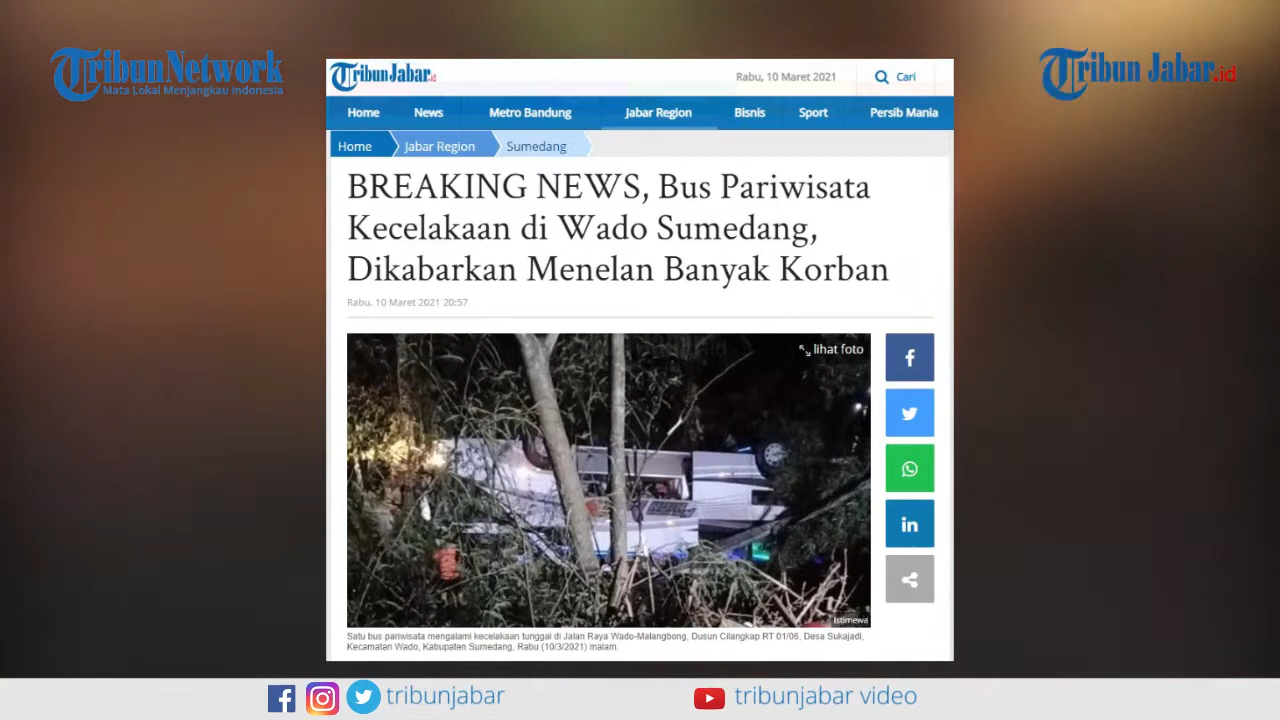 TribunNetwork
Mata Lokal Menjangkau Indonesia
Tribun Jabar.id
TribunJabar.id
Rabu, 10 Maret 2021
Cari
Home News Metro Bandung Jabar Region Bisnis Sport Persib Mania
Home Jabar Region Sumedang
BREAKING NEWS, Bus Pariwisata
Kecelakaan di Wado Sumedang,
Dikabarkan Menelan Banyak Korban
Rabu, 10 Maret 2021 20:57
lihat foto
Istimewa
Satu bus pariwisata mengalami kecelakaan tunggal di Jalan Raya Wado-Malangbong, Dusun Cilangkap RT 01/06, Desa Sukajadi,
Kecamatan Wado, Kabupaten Sumedang, Rabu (10/3/2021) malam.
tribunjabar
tribunjabar video